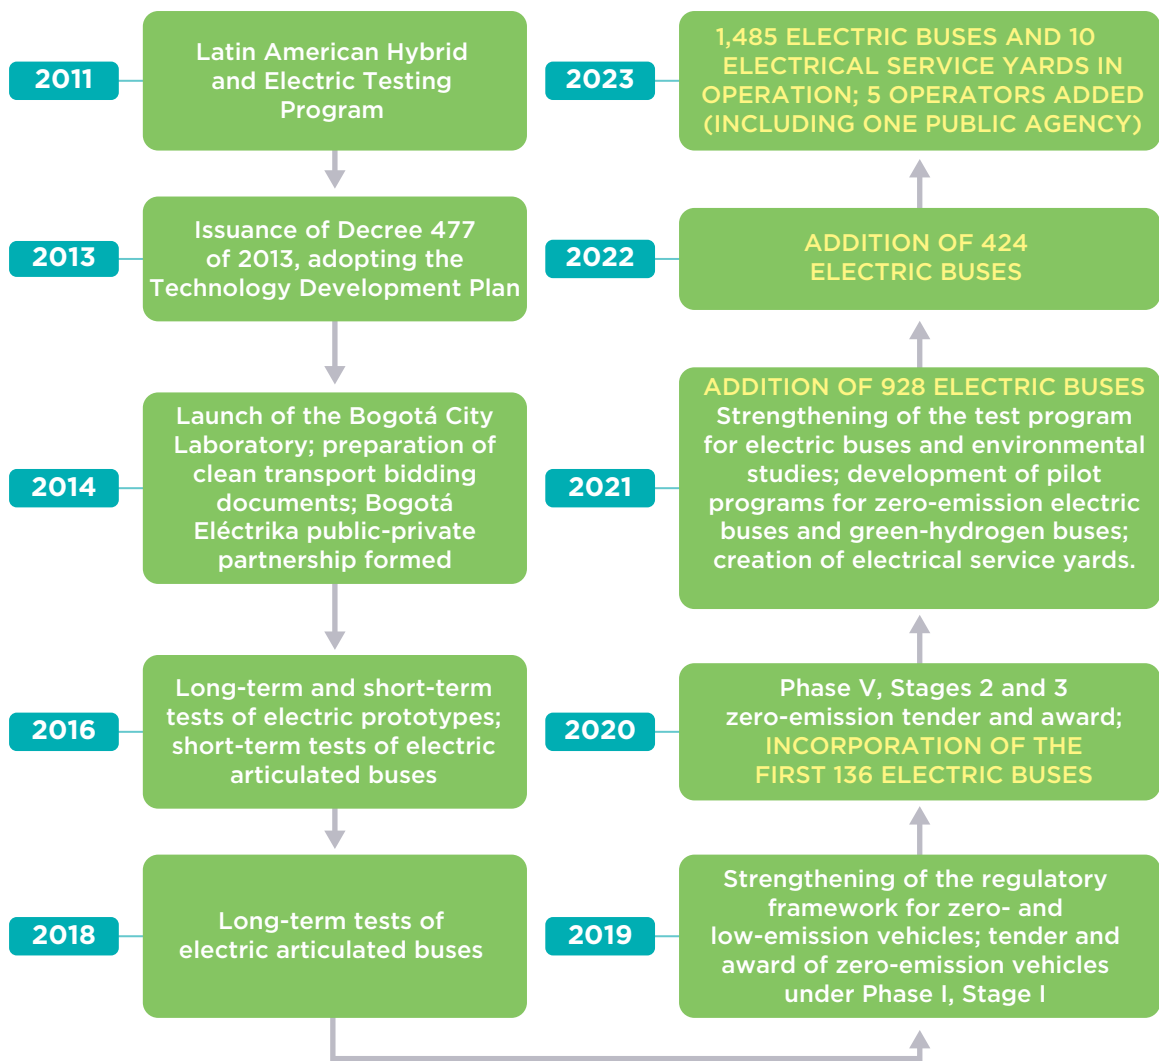 2011
Latin American Hybrid
and Electric Testing
Program
2013
Issuance of Decree 477
of 2013, adopting the
Technology Development Plan
2014
Launch of the Bogotá City
Laboratory; preparation of
clean transport bidding
documents; Bogotá
Eléctrika public-private
partnership formed
2016
Long-term and short-term
tests of electric prototypes;
short-term tests of electric
articulated buses
2018
Long-term tests of
electric articulated buses
2019
Strengthening of the regulatory
framework for zero- and
low-emission vehicles; tender and
award of zero-emission vehicles
under Phase I, Stage I
2020
Phase V, Stages 2 and 3
zero-emission tender and award;
INCORPORATION OF THE
FIRST 136 ELECTRIC BUSES
2021
ADDITION OF 928 ELECTRIC BUSES
Strengthening of the test program
for electric buses and environmental
studies; development of pilot
programs for zero-emission electric
buses and green-hydrogen buses;
creation of electrical service yards.
2022
ADDITION OF 424
ELECTRIC BUSES
2023
1,485 ELECTRIC BUSES AND 10
ELECTRICAL SERVICE YARDS IN
OPERATION; 5 OPERATORS ADDED
(INCLUDING ONE PUBLIC AGENCY)